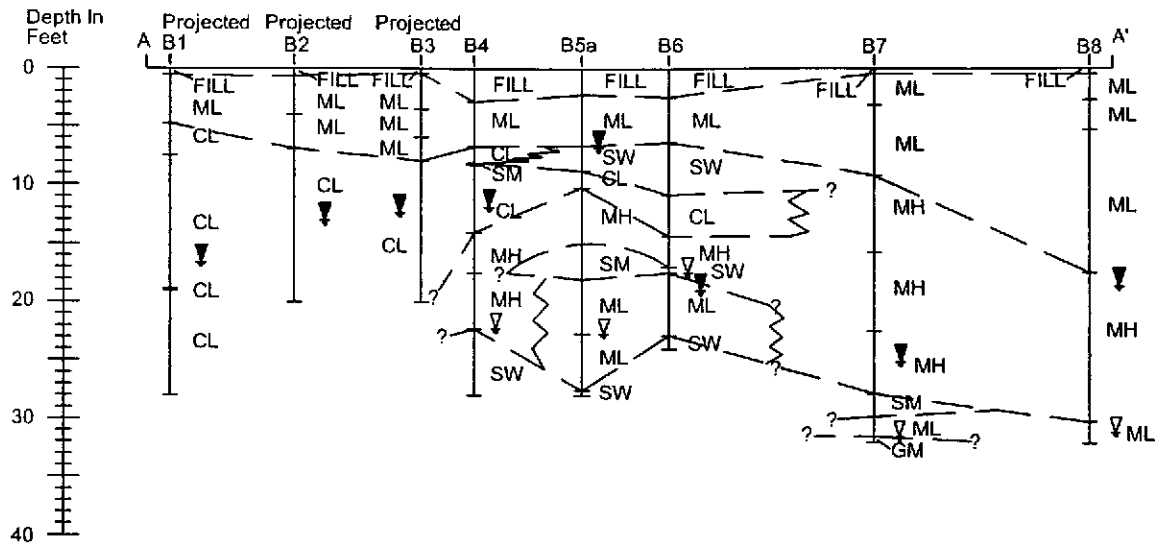 Depth In Projected Projected Projected
Feet A B1 B2 B3 B4 B5a B6 B7 B8 A'
0
FILL FILL FILL FILL FILL FILL FILL FILL ML
ML ML ML ML
ML ML ML ML ML ML
CL ML ML ML
CL SW SW
SM CL
10
CL ?
CL MH CL MH ML
CL CL
MH MH
? SM SW
CL MH ML ML MH
20
? ?
? MH
CL ML SW MH
SW ?
SW SM
30
? ML ML
? ? GM
40